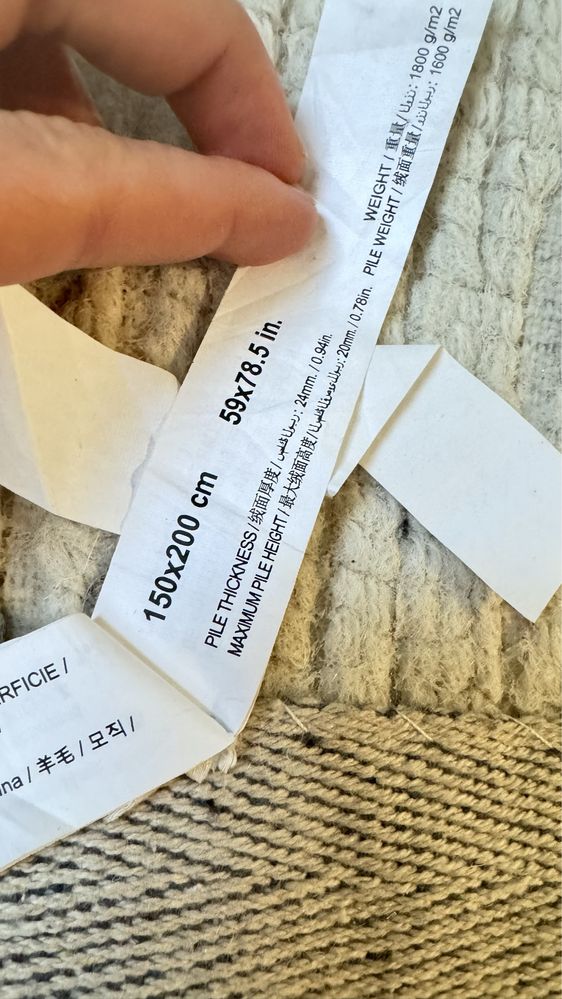 150x200 cm 59x78.5 in.
PILE THICKNESS / 绒面厚度 / : 24mm. / 0.94in.
MAXIMUM PILE HEIGHT / 最大绒面高度 / : 20mm. / 0.78in.
WEIGHT / 重量 / : 1800 g/m2
PILE WEIGHT / 绒面重量 / : 1600 g/m2
RFICIE /
na / 羊毛 / 모직 /